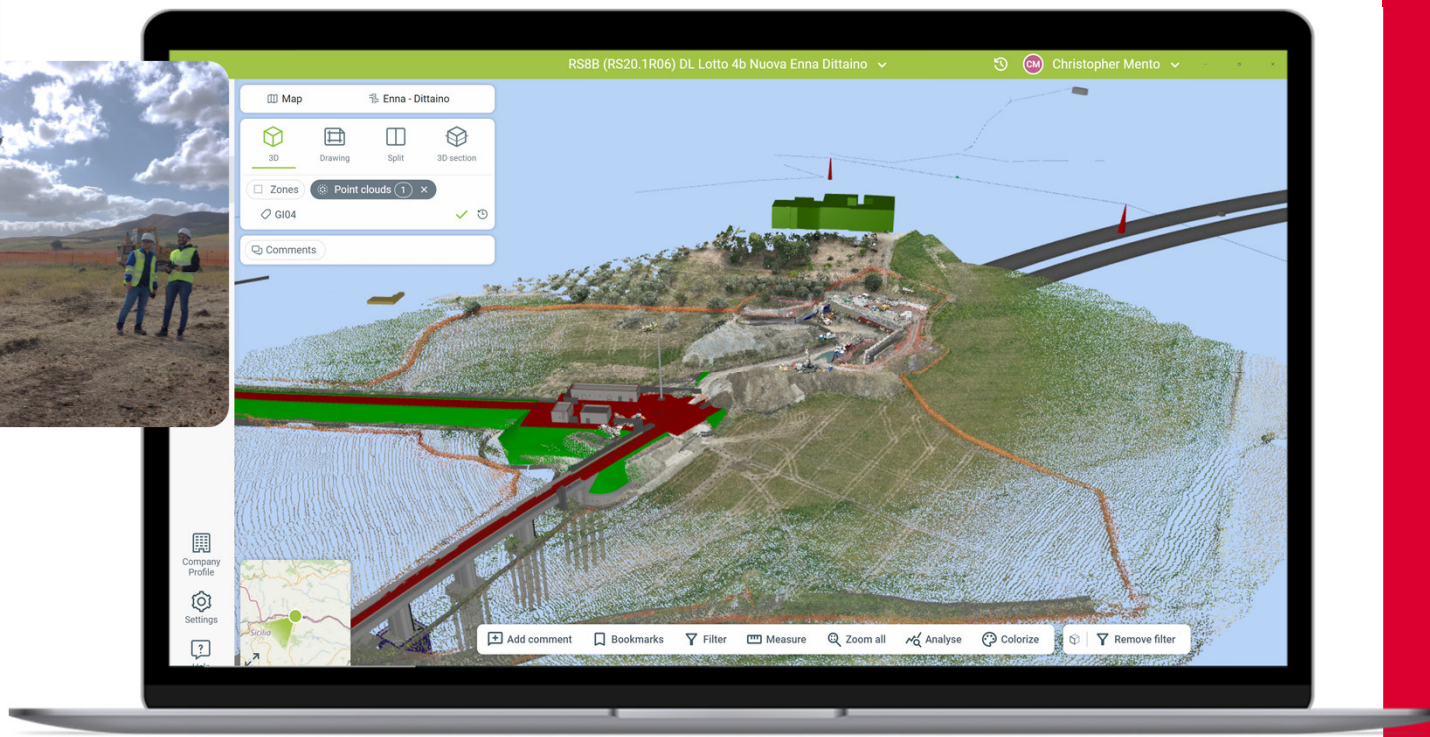 RS8B (RS20.1R06) DL Lotto 4b Nuova Enna Dittaino
CM Christopher Mento
Map
Enna - Dittaino
3D
Drawing
Split
3D section
Zones
Point clouds 1
GI04
Comments
Company
Profile
Settings
Sicilia
Add comment
Bookmarks
Filter
Measure
Zoom all
Analyse
Colorize
Remove filter